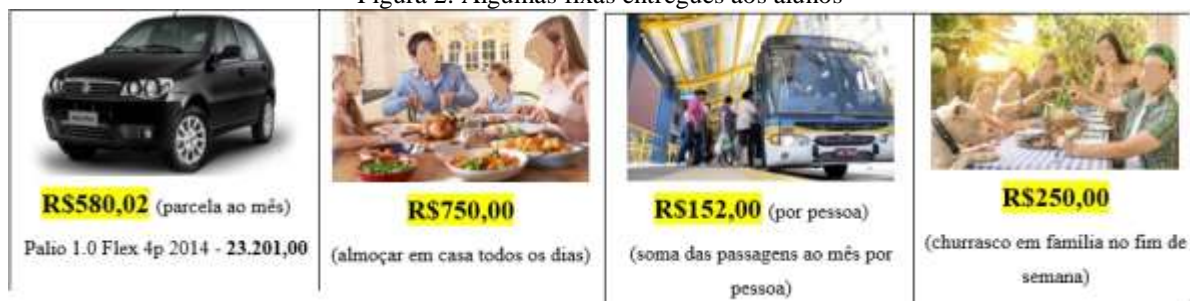 Figura 2: Algumas fixas entregues aos alunos
R$580,02 (parcela ao mês)
Palio 1.0 Flex 4p 2014 - 23.201,00
R$750,00
(almoçar em casa todos os dias)
R$152,00 (por pessoa)
(soma das passagens ao mês por
pessoa)
R$250,00
(churrasco em família no fim de
semana)